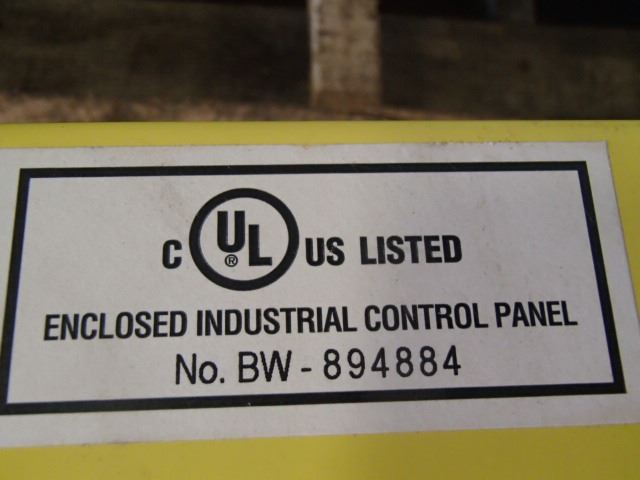 C UL® US LISTED
ENCLOSED INDUSTRIAL CONTROL PANEL
No. BW - 894884